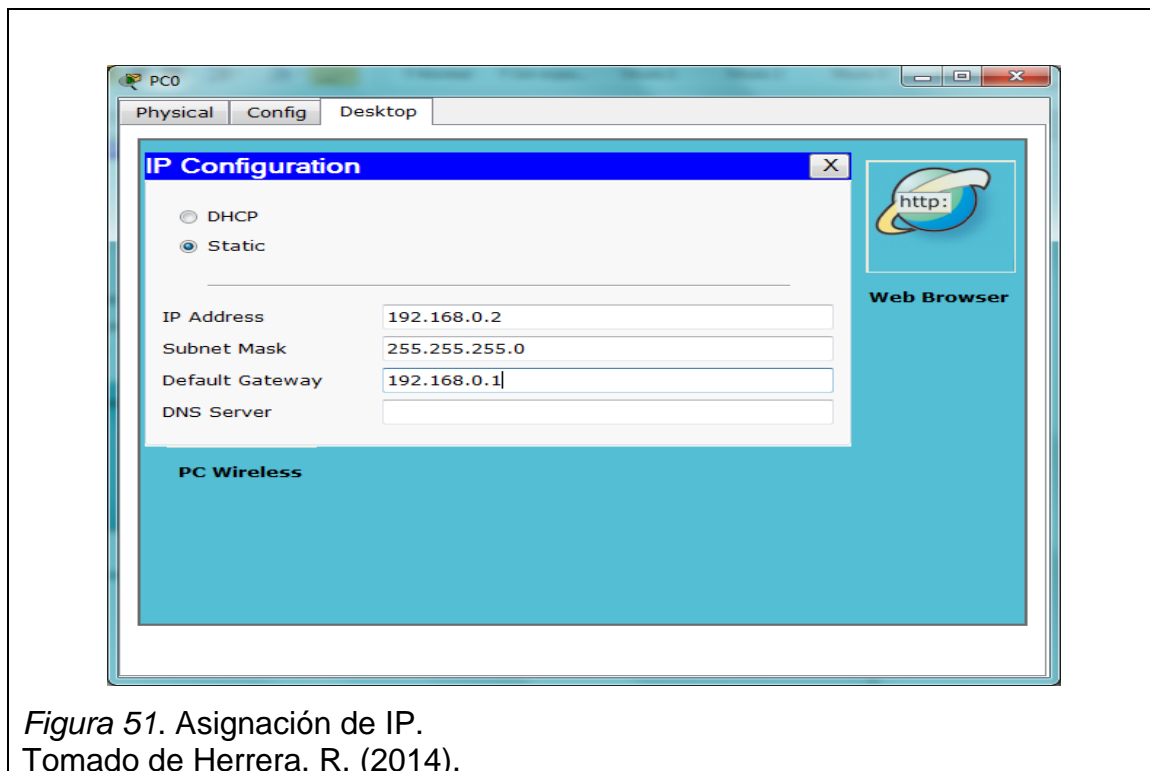 PC0
Physical Config Desktop
IP Configuration X
http:
DHCP
Static
Web Browser
IP Address 192.168.0.2
Subnet Mask 255.255.255.0
Default Gateway 192.168.0.1
DNS Server
PC Wireless
Figura 51. Asignación de IP.
Tomado de Herrera, R. (2014).